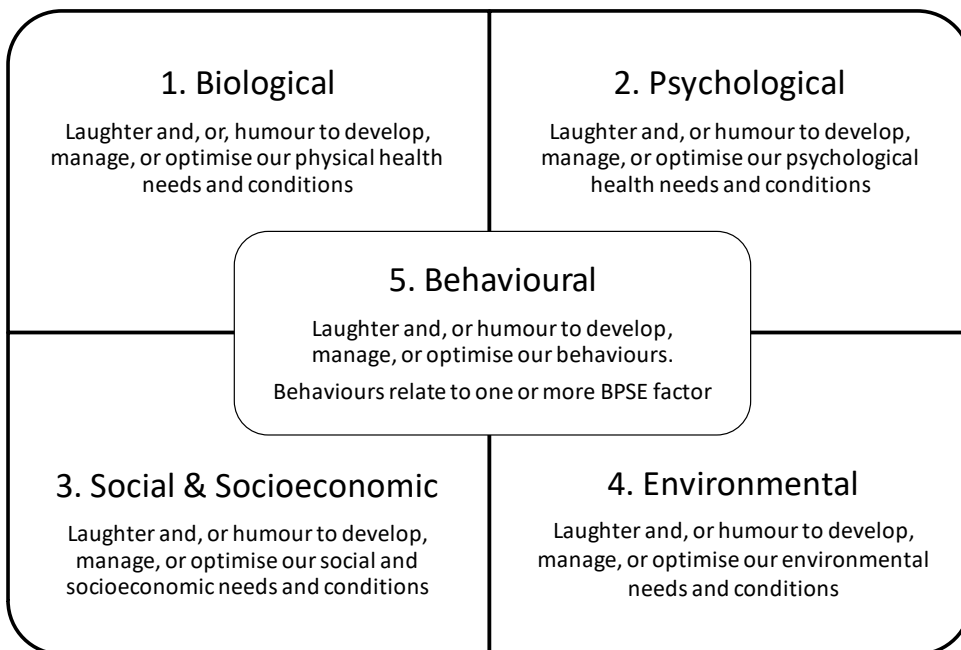 1. Biological
Laughter and, or, humour to develop,
manage, or optimise our physical health
needs and conditions
2. Psychological
Laughter and, or humour to develop,
manage, or optimise our psychological
health needs and conditions
5. Behavioural
Laughter and, or humour to develop,
manage, or optimise our behaviours.
Behaviours relate to one or more BPSE factor
3. Social & Socioeconomic
Laughter and, or humour to develop,
manage, or optimise our social and
socioeconomic needs and conditions
4. Environmental
Laughter and, or humour to develop,
manage, or optimise our environmental
needs and conditions